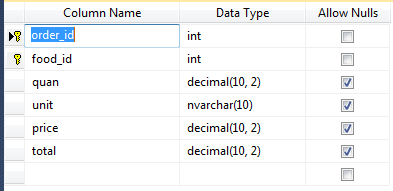 Column Name Data Type Allow Nulls
order_id int
food_id int
quan decimal(10, 2)
unit nvarchar(10)
price decimal(10, 2)
total decimal(10, 2)